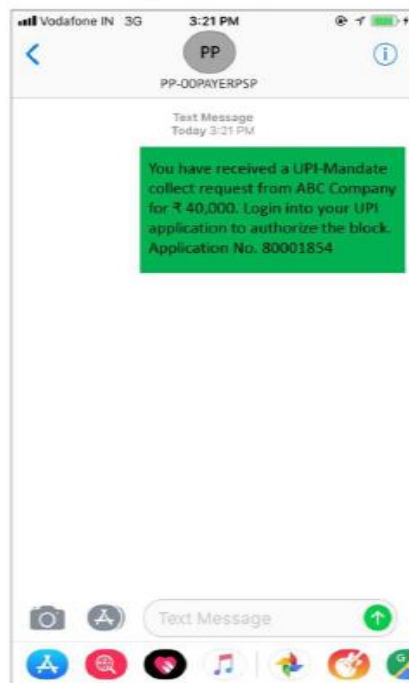 Vodafone IN 3G 3:21 PM
PP
PP-OOPAYERPSP
Text Message
Today 3:21 PM
You have received a UPI-Mandate
collect request from ABC Company
for ₹ 40,000. Login into your UPI
application to authorize the block.
Application No. 80001854
Text Message